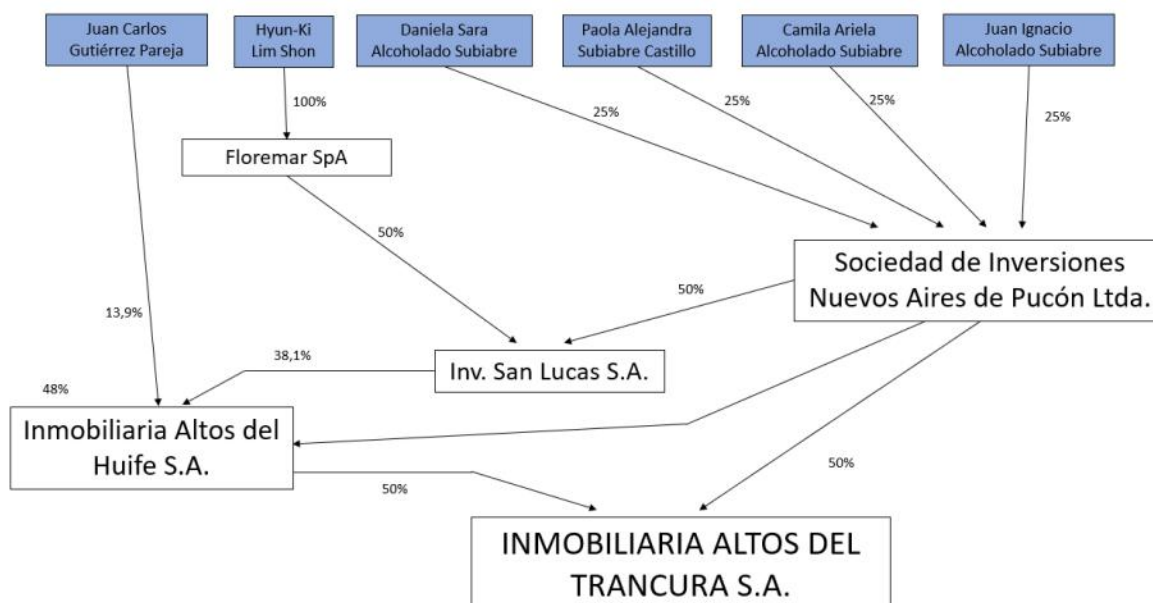 Juan Carlos
Gutiérrez Pareja
Hyun-Ki
Lim Shon
Daniela Sara
Alcoholado Subiabre
Paola Alejandra
Subiabre Castillo
Camila Ariela
Alcoholado Subiabre
Juan Ignacio
Alcoholado Subiabre
100%
25%
25%
25%
25%
Floremar SpA
50%
Sociedad de Inversiones
Nuevos Aires de Pucón Ltda.
50%
13,9%
38,1%
Inv. San Lucas S.A.
48%
Inmobiliaria Altos del
Huife S.A.
50%
50%
INMOBILIARIA ALTOS DEL
TRANCURA S.A.